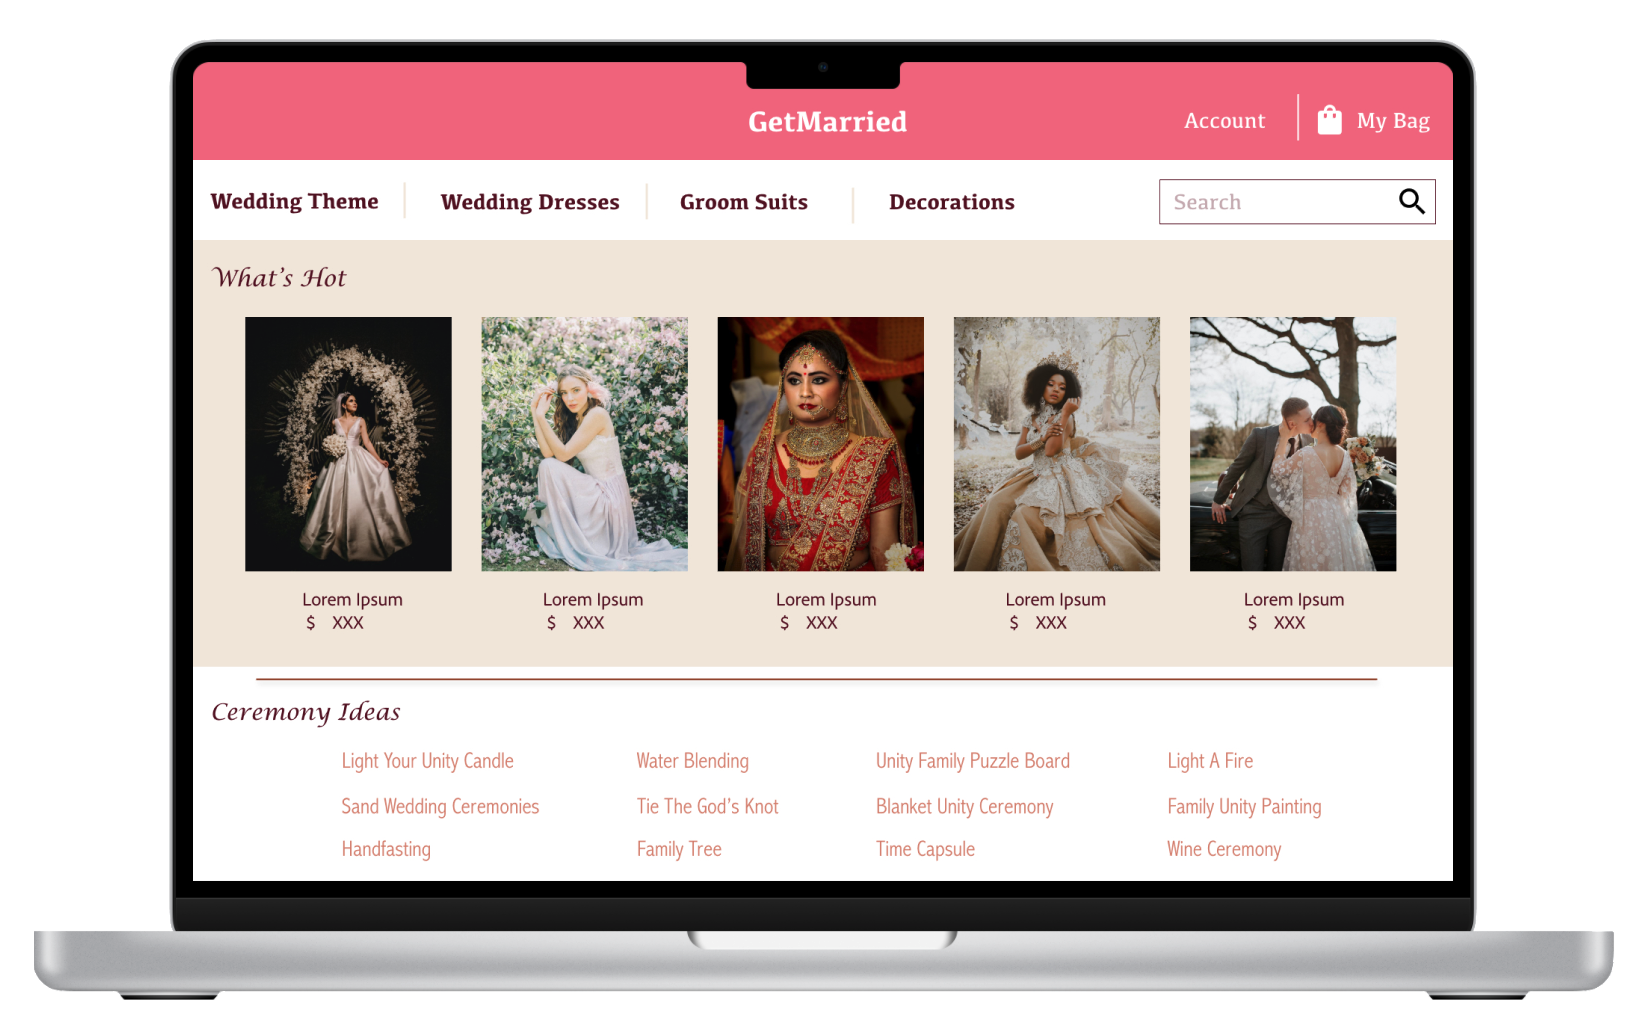 GetMarried
Account
My Bag
Wedding Theme
Wedding Dresses
Groom Suits
Decorations
Search
What's Hot
Lorem Ipsum
$ XXX
Lorem Ipsum
$ XXX
Lorem Ipsum
$ XXX
Lorem Ipsum
$ XXX
Lorem Ipsum
$ XXX
Ceremony Ideas
Light Your Unity Candle
Water Blending
Unity Family Puzzle Board
Light A Fire
Sand Wedding Ceremonies
Tie The God's Knot
Blanket Unity Ceremony
Family Unity Painting
Handfasting
Family Tree
Time Capsule
Wine Ceremony